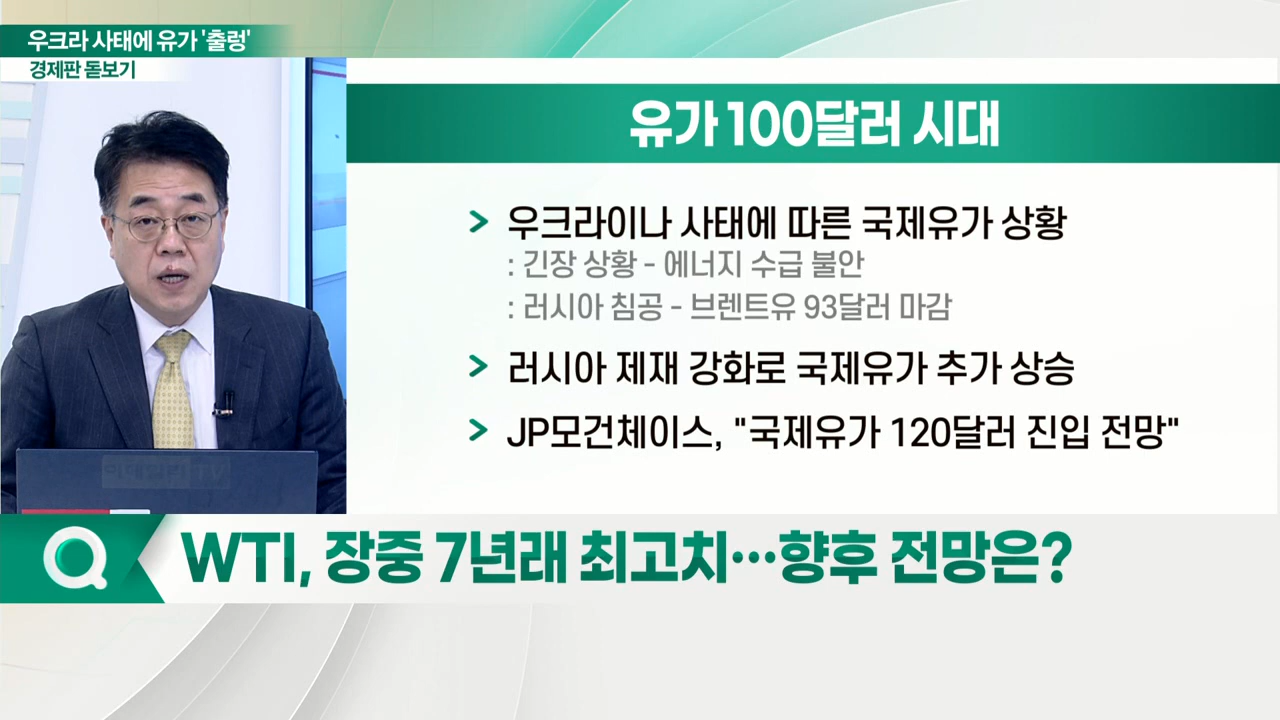 우크라 사태에 유가 '출렁'
경제판 돋보기
유가 100달러 시대
> 우크라이나 사태에 따른 국제유가 상황
: 긴장 상황 - 에너지 수급 불안
: 러시아 침공 - 브렌트유 93달러 마감
> 러시아 제재 강화로 국제유가 추가 상승
> JP모건체이스, "국제유가 120달러 진입 전망"
Q WTI, 장중 7년래 최고치…향후 전망은?